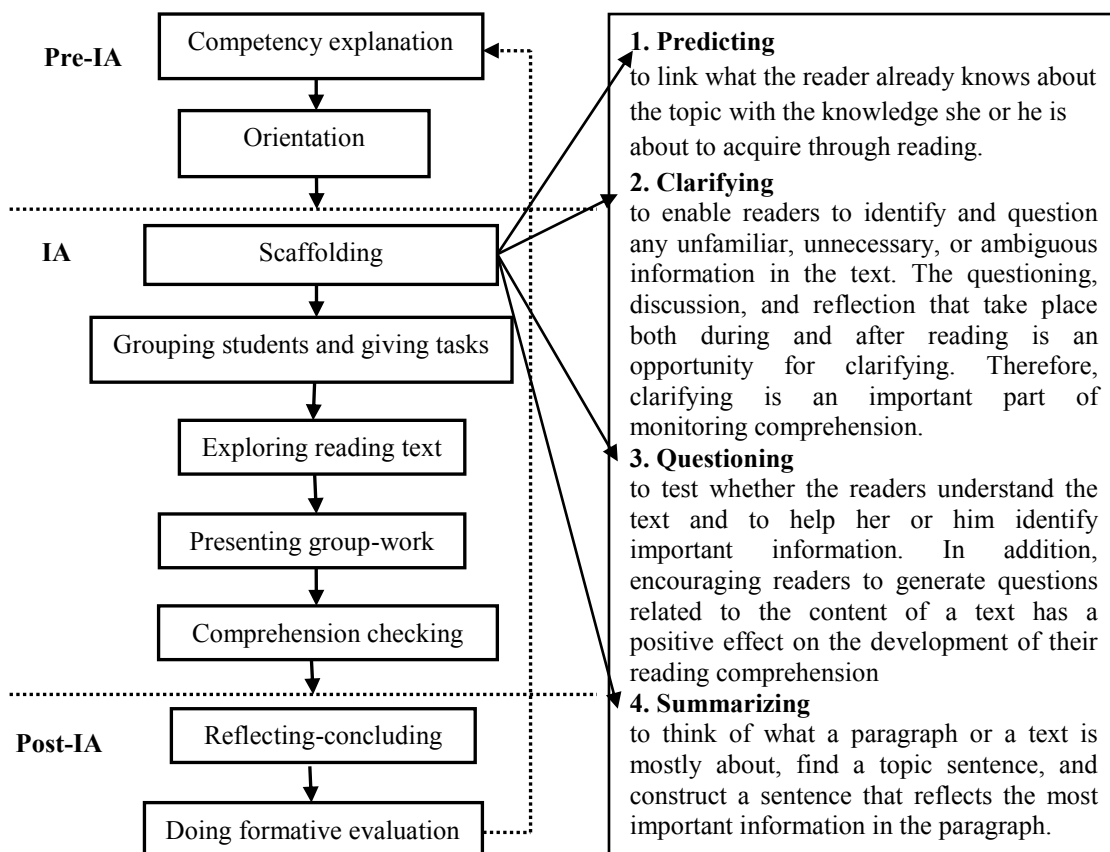 Pre-IA
Competency explanation
Orientation
IA
Scaffolding
Grouping students and giving tasks
Exploring reading text
Presenting group-work
Comprehension checking
Post-IA
Reflecting-concluding
Doing formative evaluation
1. Predicting
to link what the reader already knows about
the topic with the knowledge she or he is
about to acquire through reading.
2. Clarifying
to enable readers to identify and question
any unfamiliar, unnecessary, or ambiguous
information in the text. The questioning,
discussion, and reflection that take place
both during and after reading is an
opportunity for clarifying. Therefore,
clarifying is an important part of
monitoring comprehension.
3. Questioning
to test whether the readers understand the
text and to help her or him identify
important information. In addition,
encouraging readers to generate questions
related to the content of a text has a
positive effect on the development of their
reading comprehension
4. Summarizing
to think of what a paragraph or a text is
mostly about, find a topic sentence, and
construct a sentence that reflects the most
important information in the paragraph.